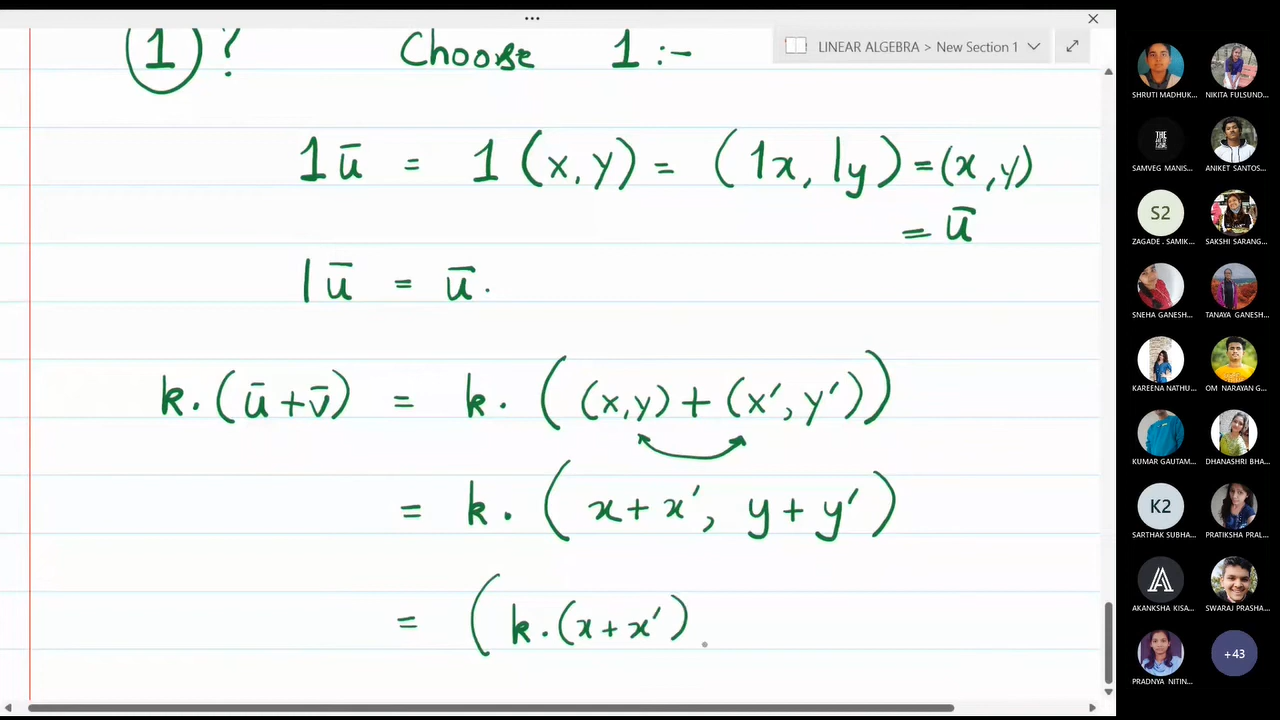 ...
LINEAR ALGEBRA > New Section 1
① ? Choose 1 :-
1ū = 1 (x, y) = (1x, 1y) = (x, y)
= ū
1ū = ū.
k. (ū + v̄) = k. ((x,y) + (x′, y′))
= k. (x + x′, y + y′)
= (k.(x + x′)
SHRUTI MADHUK...
NIKITA FULSUND...
SAMVEG MANIS...
ANIKET SANTOS...
S2
ZAGADE . SAMIK...
SAKSHI SARANG...
SNEHA GANESH...
TANAYA GANESH...
KAREENA NATHU...
OM NARAYAN G...
KUMAR GAUTAM...
DHANASHRI BHA...
K2
SARTHAK SUBHA...
PRATIKSHA PRAL...
AKANKSHA KISA...
SWARAJ PRASHA...
PRADNYA NITIN...
+43